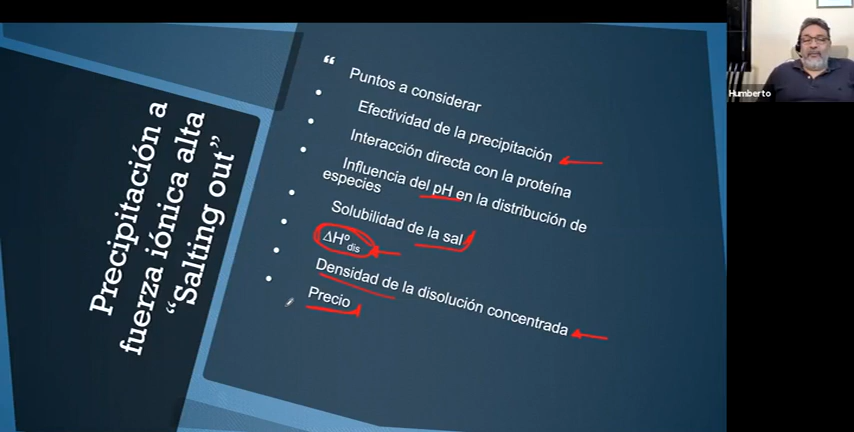 Precipitación a
fuerza iónica alta
“Salting out”
“
Puntos a considerar
• Efectividad de la precipitación
• Interacción directa con la proteína
• Influencia del pH en la distribución de
especies
• Solubilidad de la sal
• ΔHº dis
• Densidad de la disolución concentrada
• Precio
Humberto